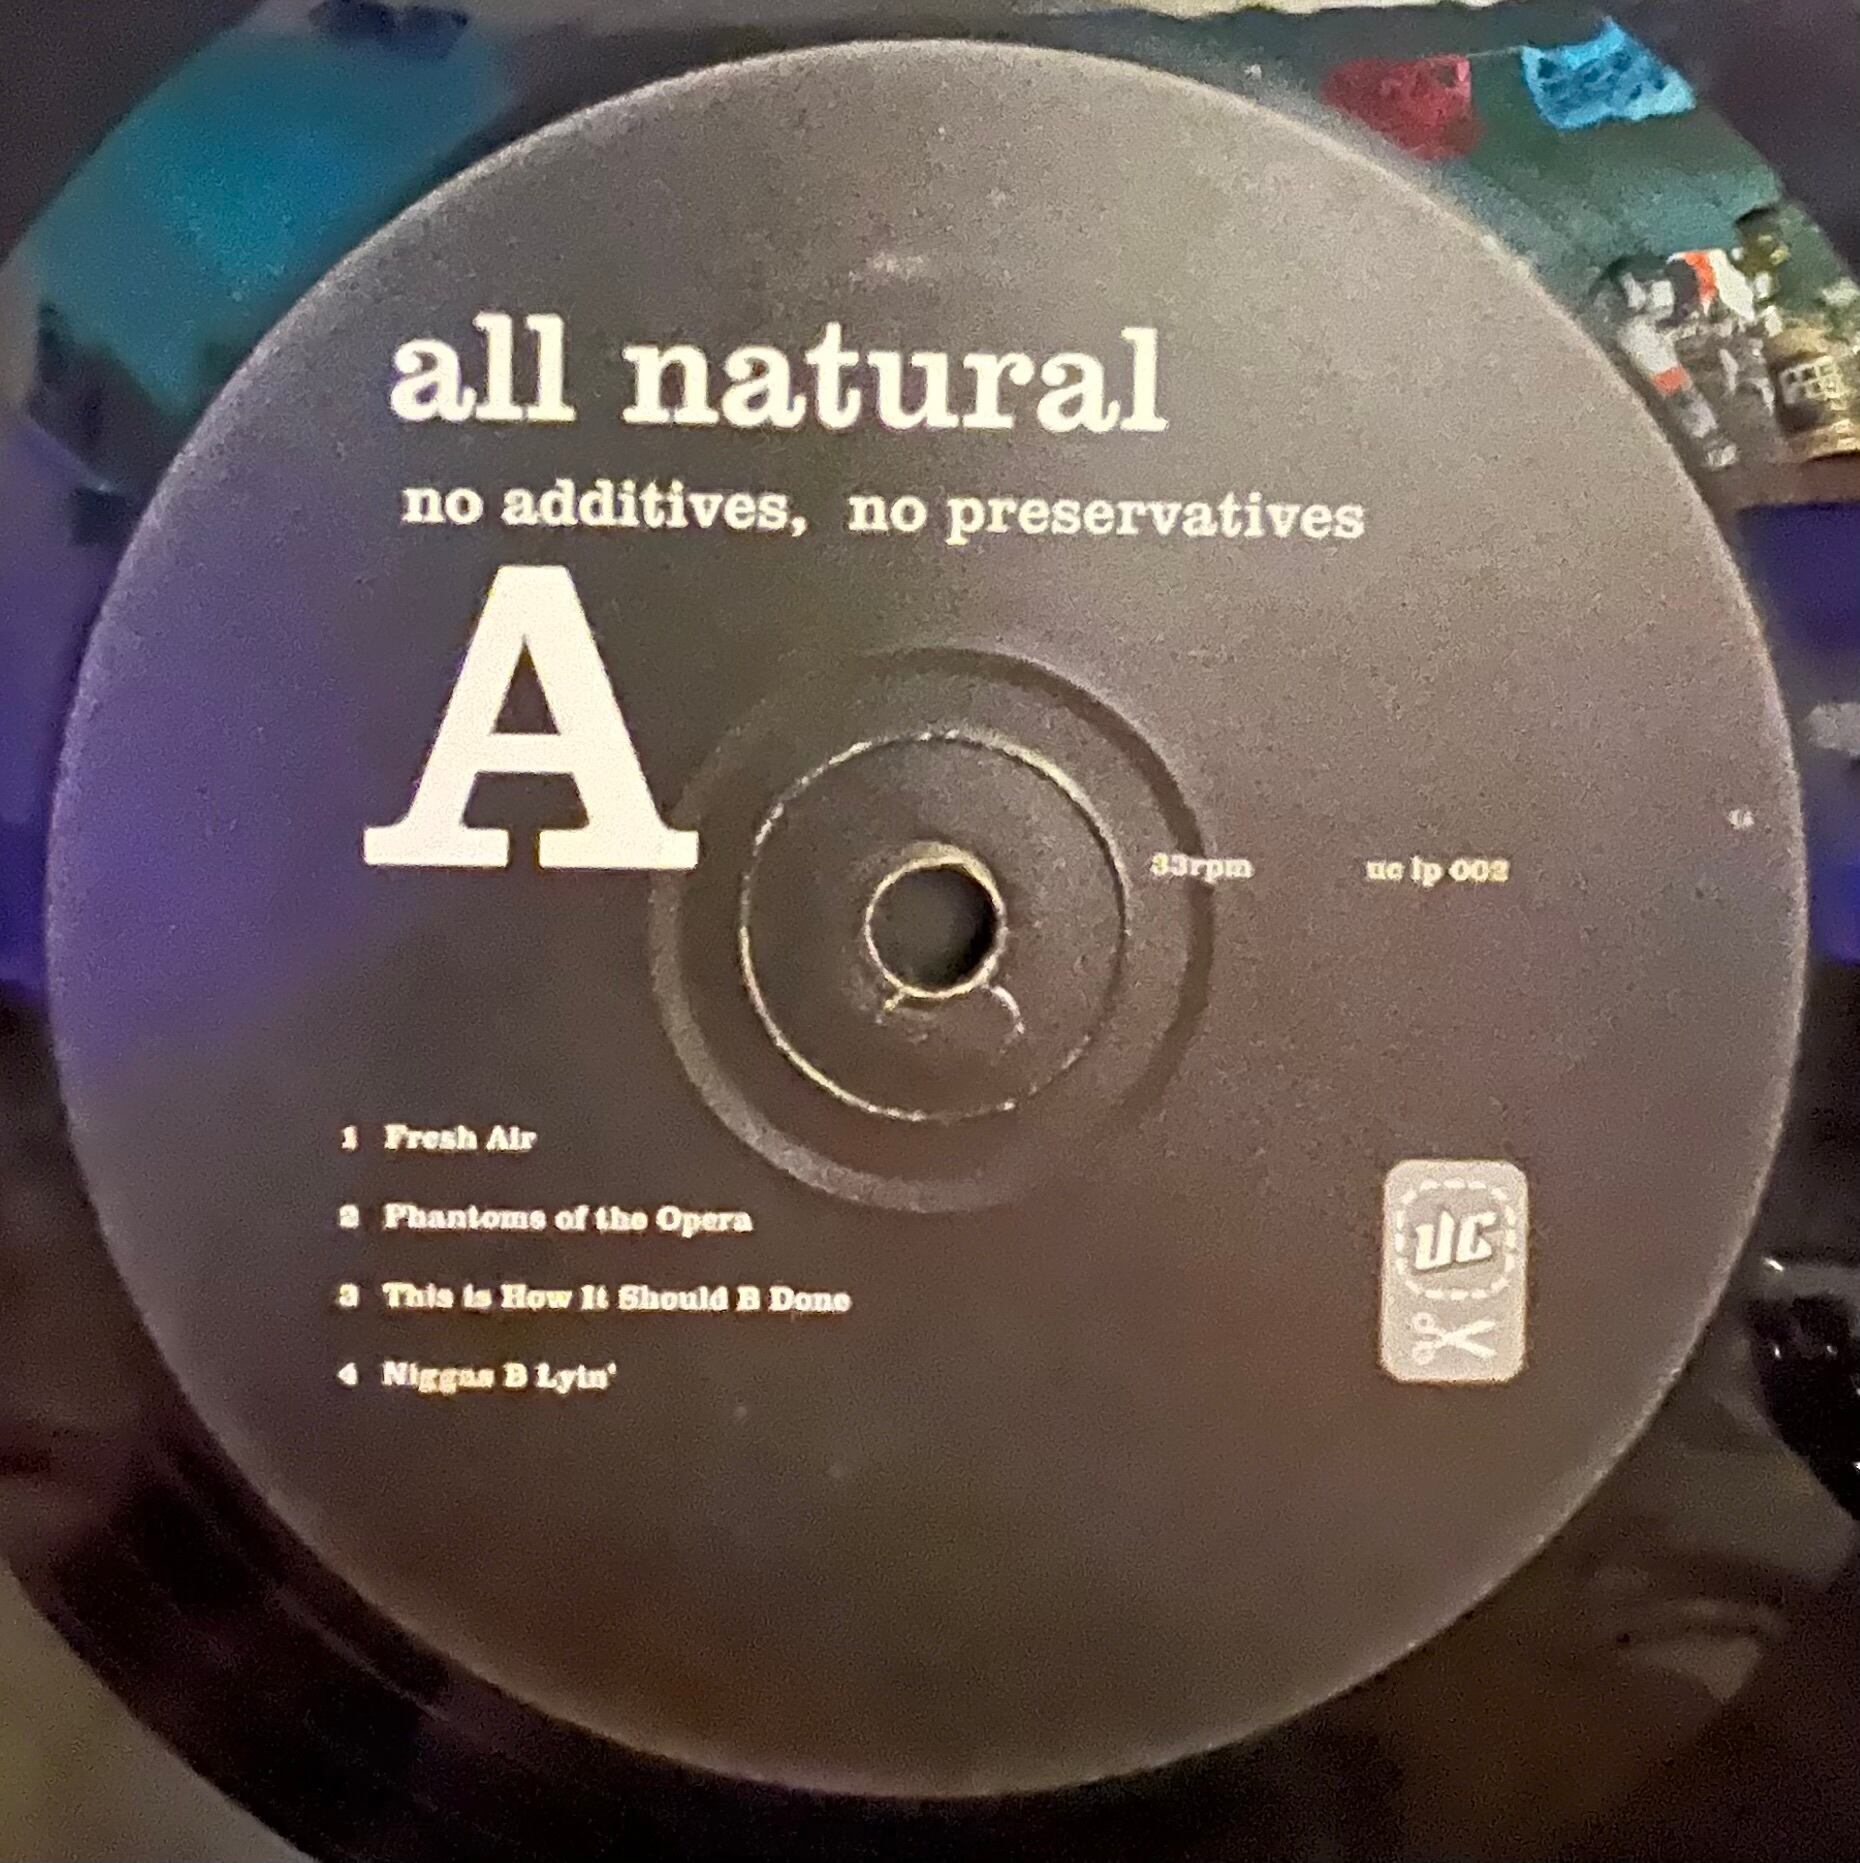 all natural
no additives, no preservatives
A
33rpm uc lp 002
1 Fresh Air
2 Phantoms of the Opera
3 This is How It Should B Done
4 Niggas B Lyin'
UC